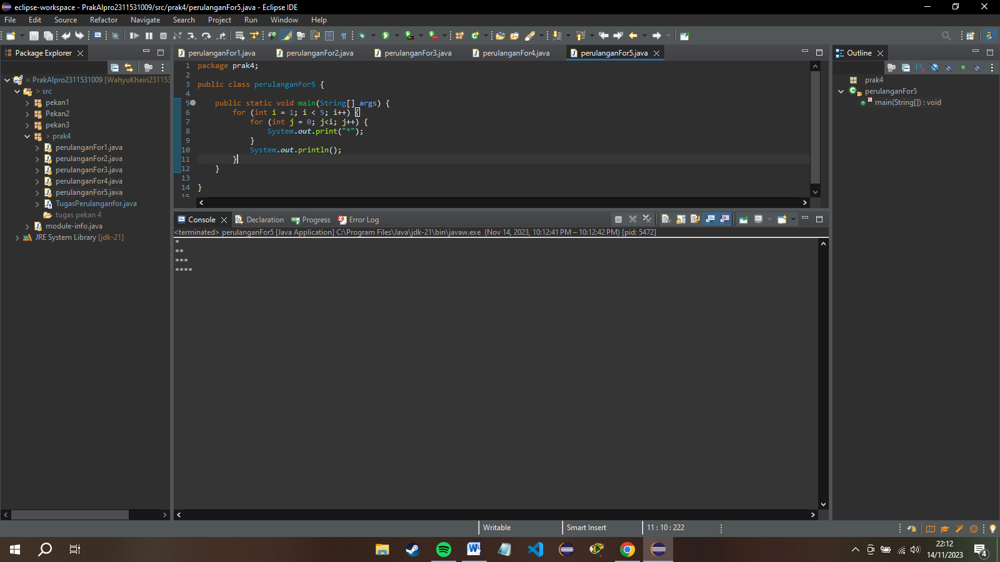 eclipse-workspace - PrakAlpro2311531009/src/prak4/perulanganFor5.java - Eclipse IDE
File Edit Source Refactor Navigate Search Project Run Window Help
Package Explorer
> PrakAlpro2311531009 [WahyuKhairi231153
> src
pekan1
Pekan2
pekan3
> prak4
perulanganFor1.java
perulanganFor2.java
perulanganFor3.java
perulanganFor4.java
perulanganFor5.java
TugasPerulanganfor.java
tugas pekan 4
module-info.java
JRE System Library [jdk-21]
perulanganFor1.java perulanganFor2.java perulanganFor3.java perulanganFor4.java perulanganFor5.java
1 package prak4;
2
3 public class perulanganFor5 {
4
5 public static void main(String[] args) {
6 for (int i = 1; i < 5; i++) {
7 for (int j = 0; j<i; j++) {
8 System.out.print("*");
9 }
10 System.out.println();
11 }
12 }
13
14 }
15
Console Declaration Progress Error Log
<terminated> perulanganFor5 [Java Application] C:\Program Files\Java\jdk-21\bin\javaw.exe (Nov 14, 2023, 10:12:41 PM – 10:12:42 PM) [pid: 5472]
*
**
***
****
Outline
prak4
perulanganFor5
main(String[]) : void
Writable Smart Insert 11 : 10 : 222
22:12
14/11/2023
4